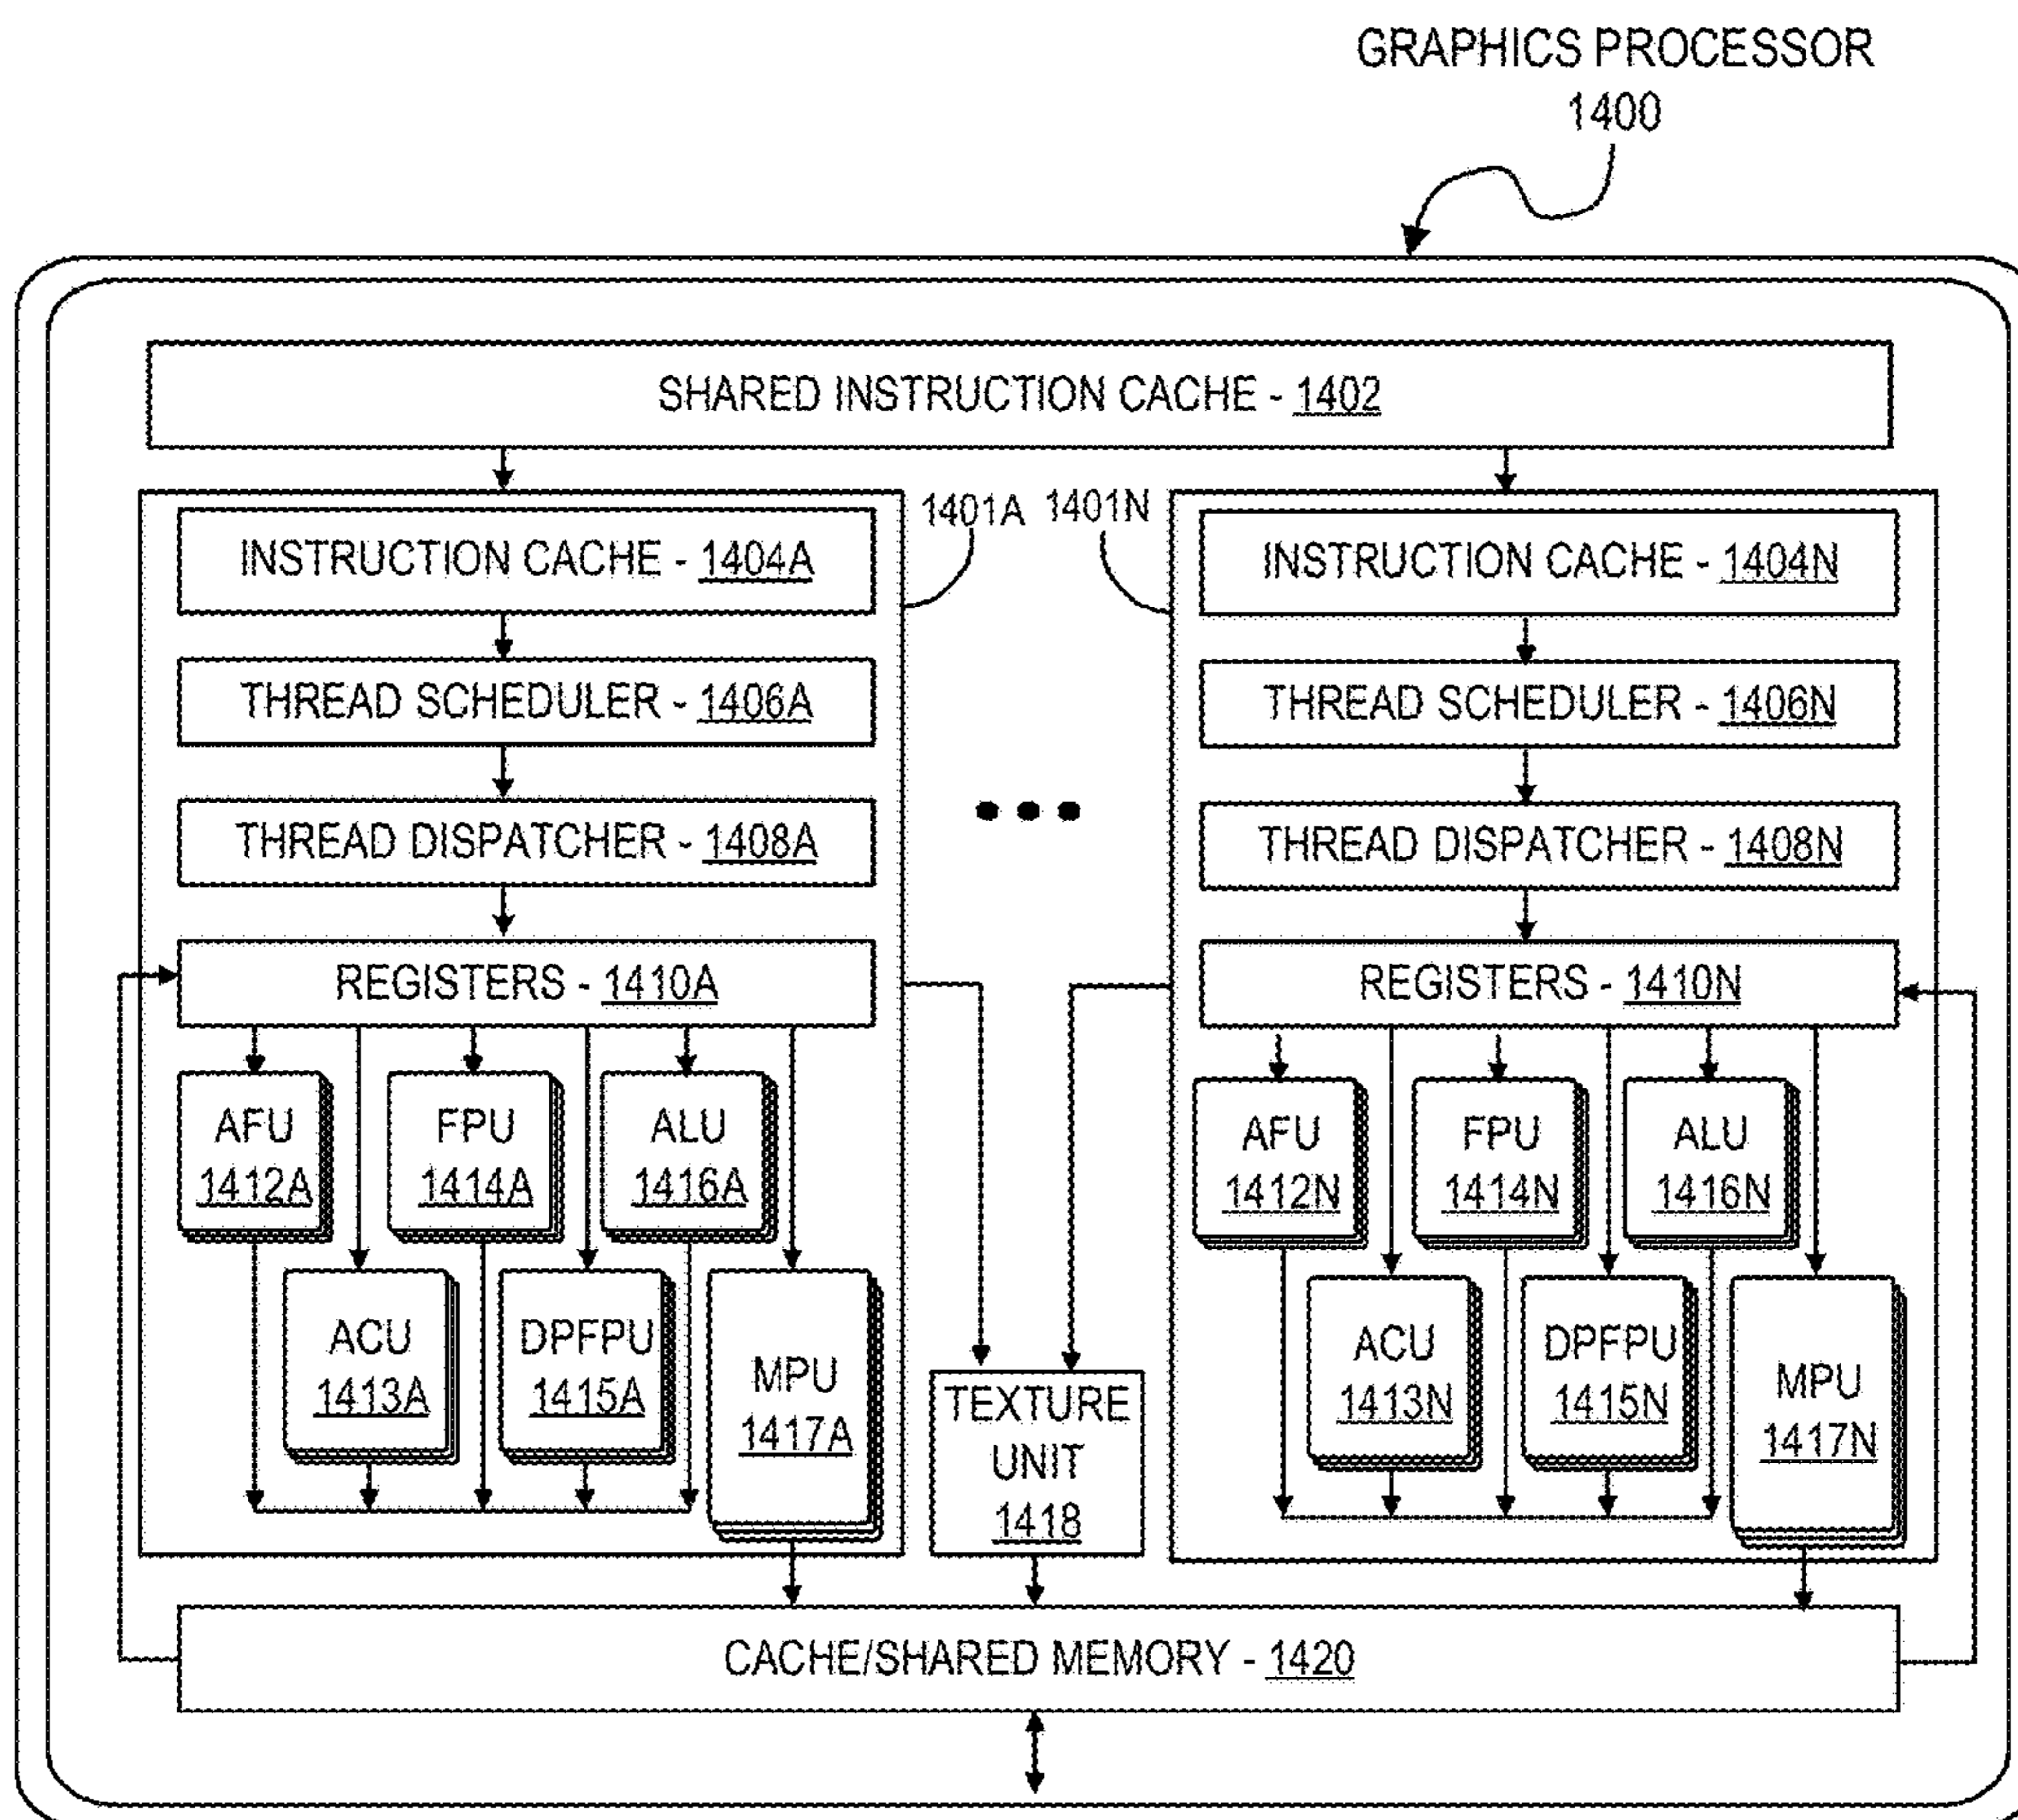 GRAPHICS PROCESSOR
1400
SHARED INSTRUCTION CACHE - 1402
1401A 1401N
INSTRUCTION CACHE - 1404A
THREAD SCHEDULER - 1406A
THREAD DISPATCHER - 1408A
REGISTERS - 1410A
AFU
1412A
FPU
1414A
ALU
1416A
ACU
1413A
DPFPU
1415A
MPU
1417A
INSTRUCTION CACHE - 1404N
THREAD SCHEDULER - 1406N
THREAD DISPATCHER - 1408N
REGISTERS - 1410N
AFU
1412N
FPU
1414N
ALU
1416N
ACU
1413N
DPFPU
1415N
MPU
1417N
TEXTURE
UNIT
1418
CACHE/SHARED MEMORY - 1420